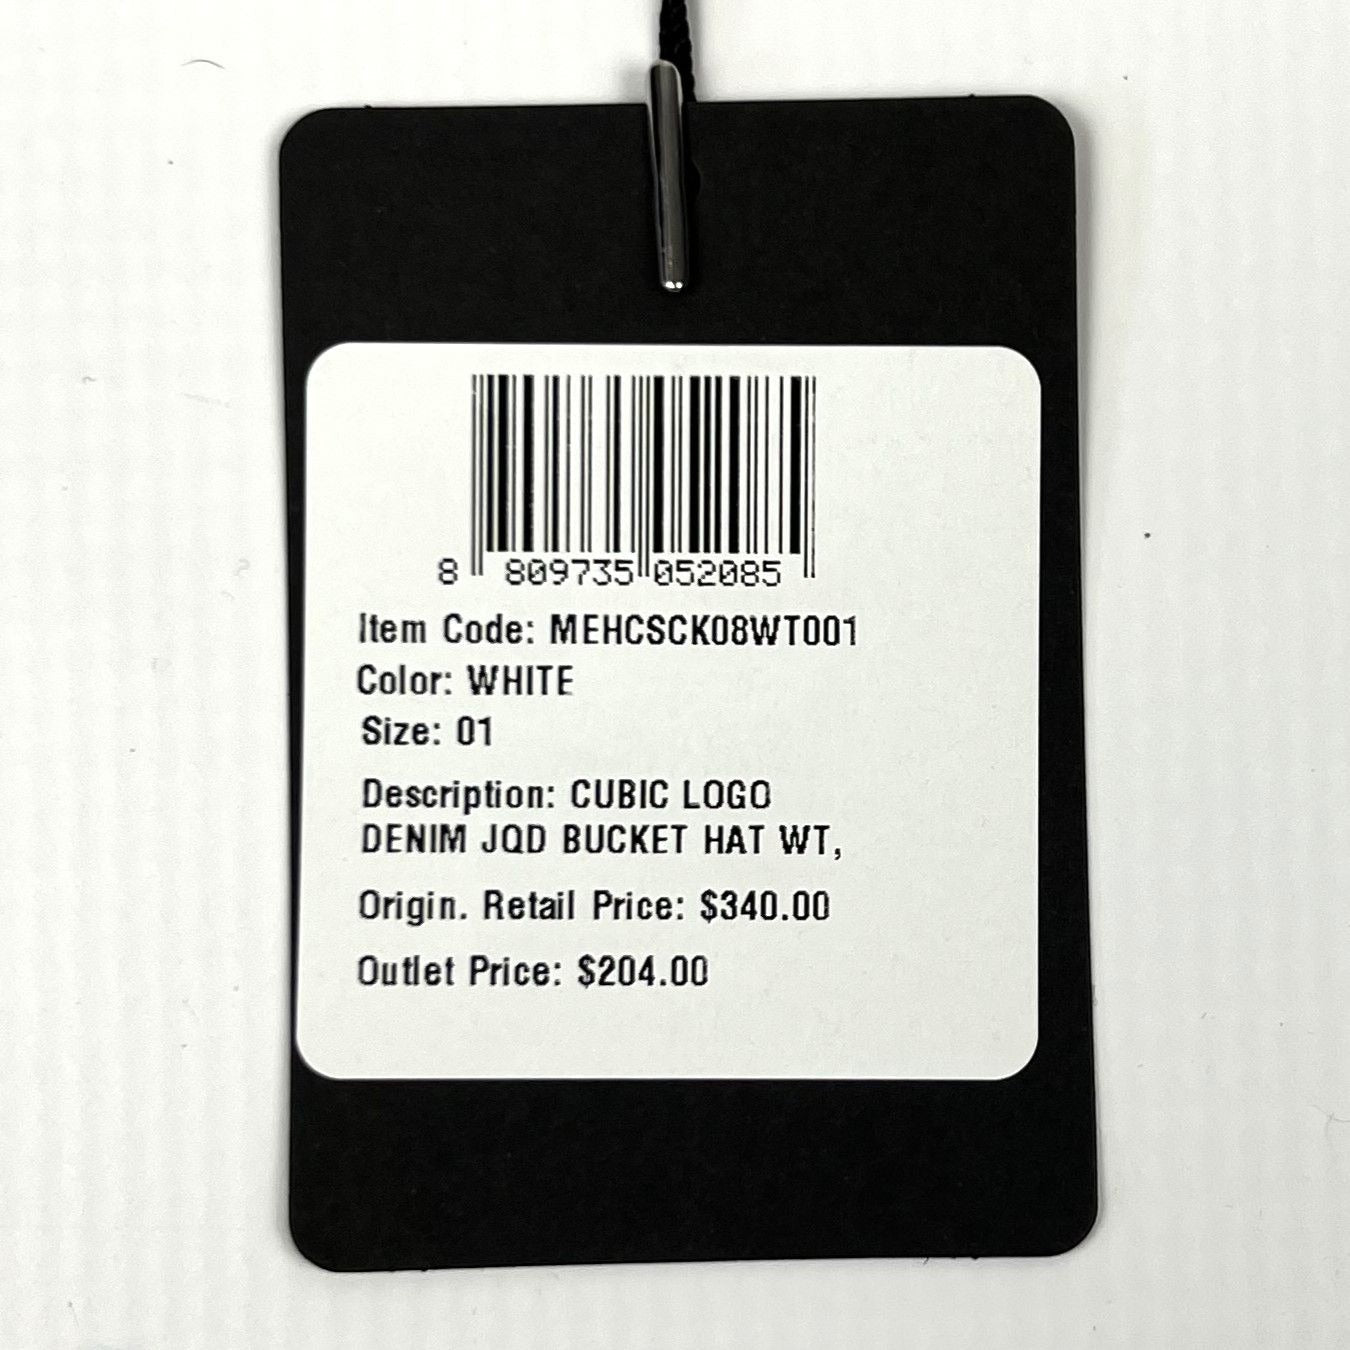 8 809735 052085
Item Code: MEHCSCK08WT001
Color: WHITE
Size: 01
Description: CUBIC LOGO
DENIM JQD BUCKET HAT WT,
Origin. Retail Price: $340.00
Outlet Price: $204.00